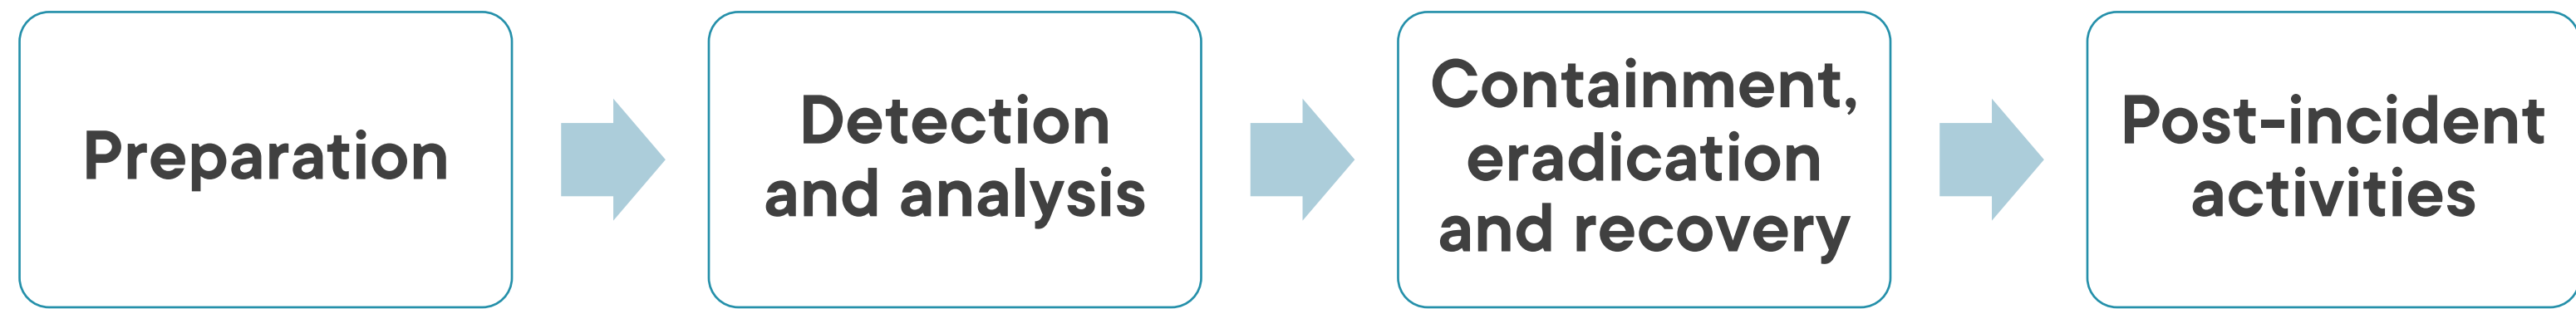 Preparation
Detection
and analysis
Containment,
eradication
and recovery
Post-incident
activities